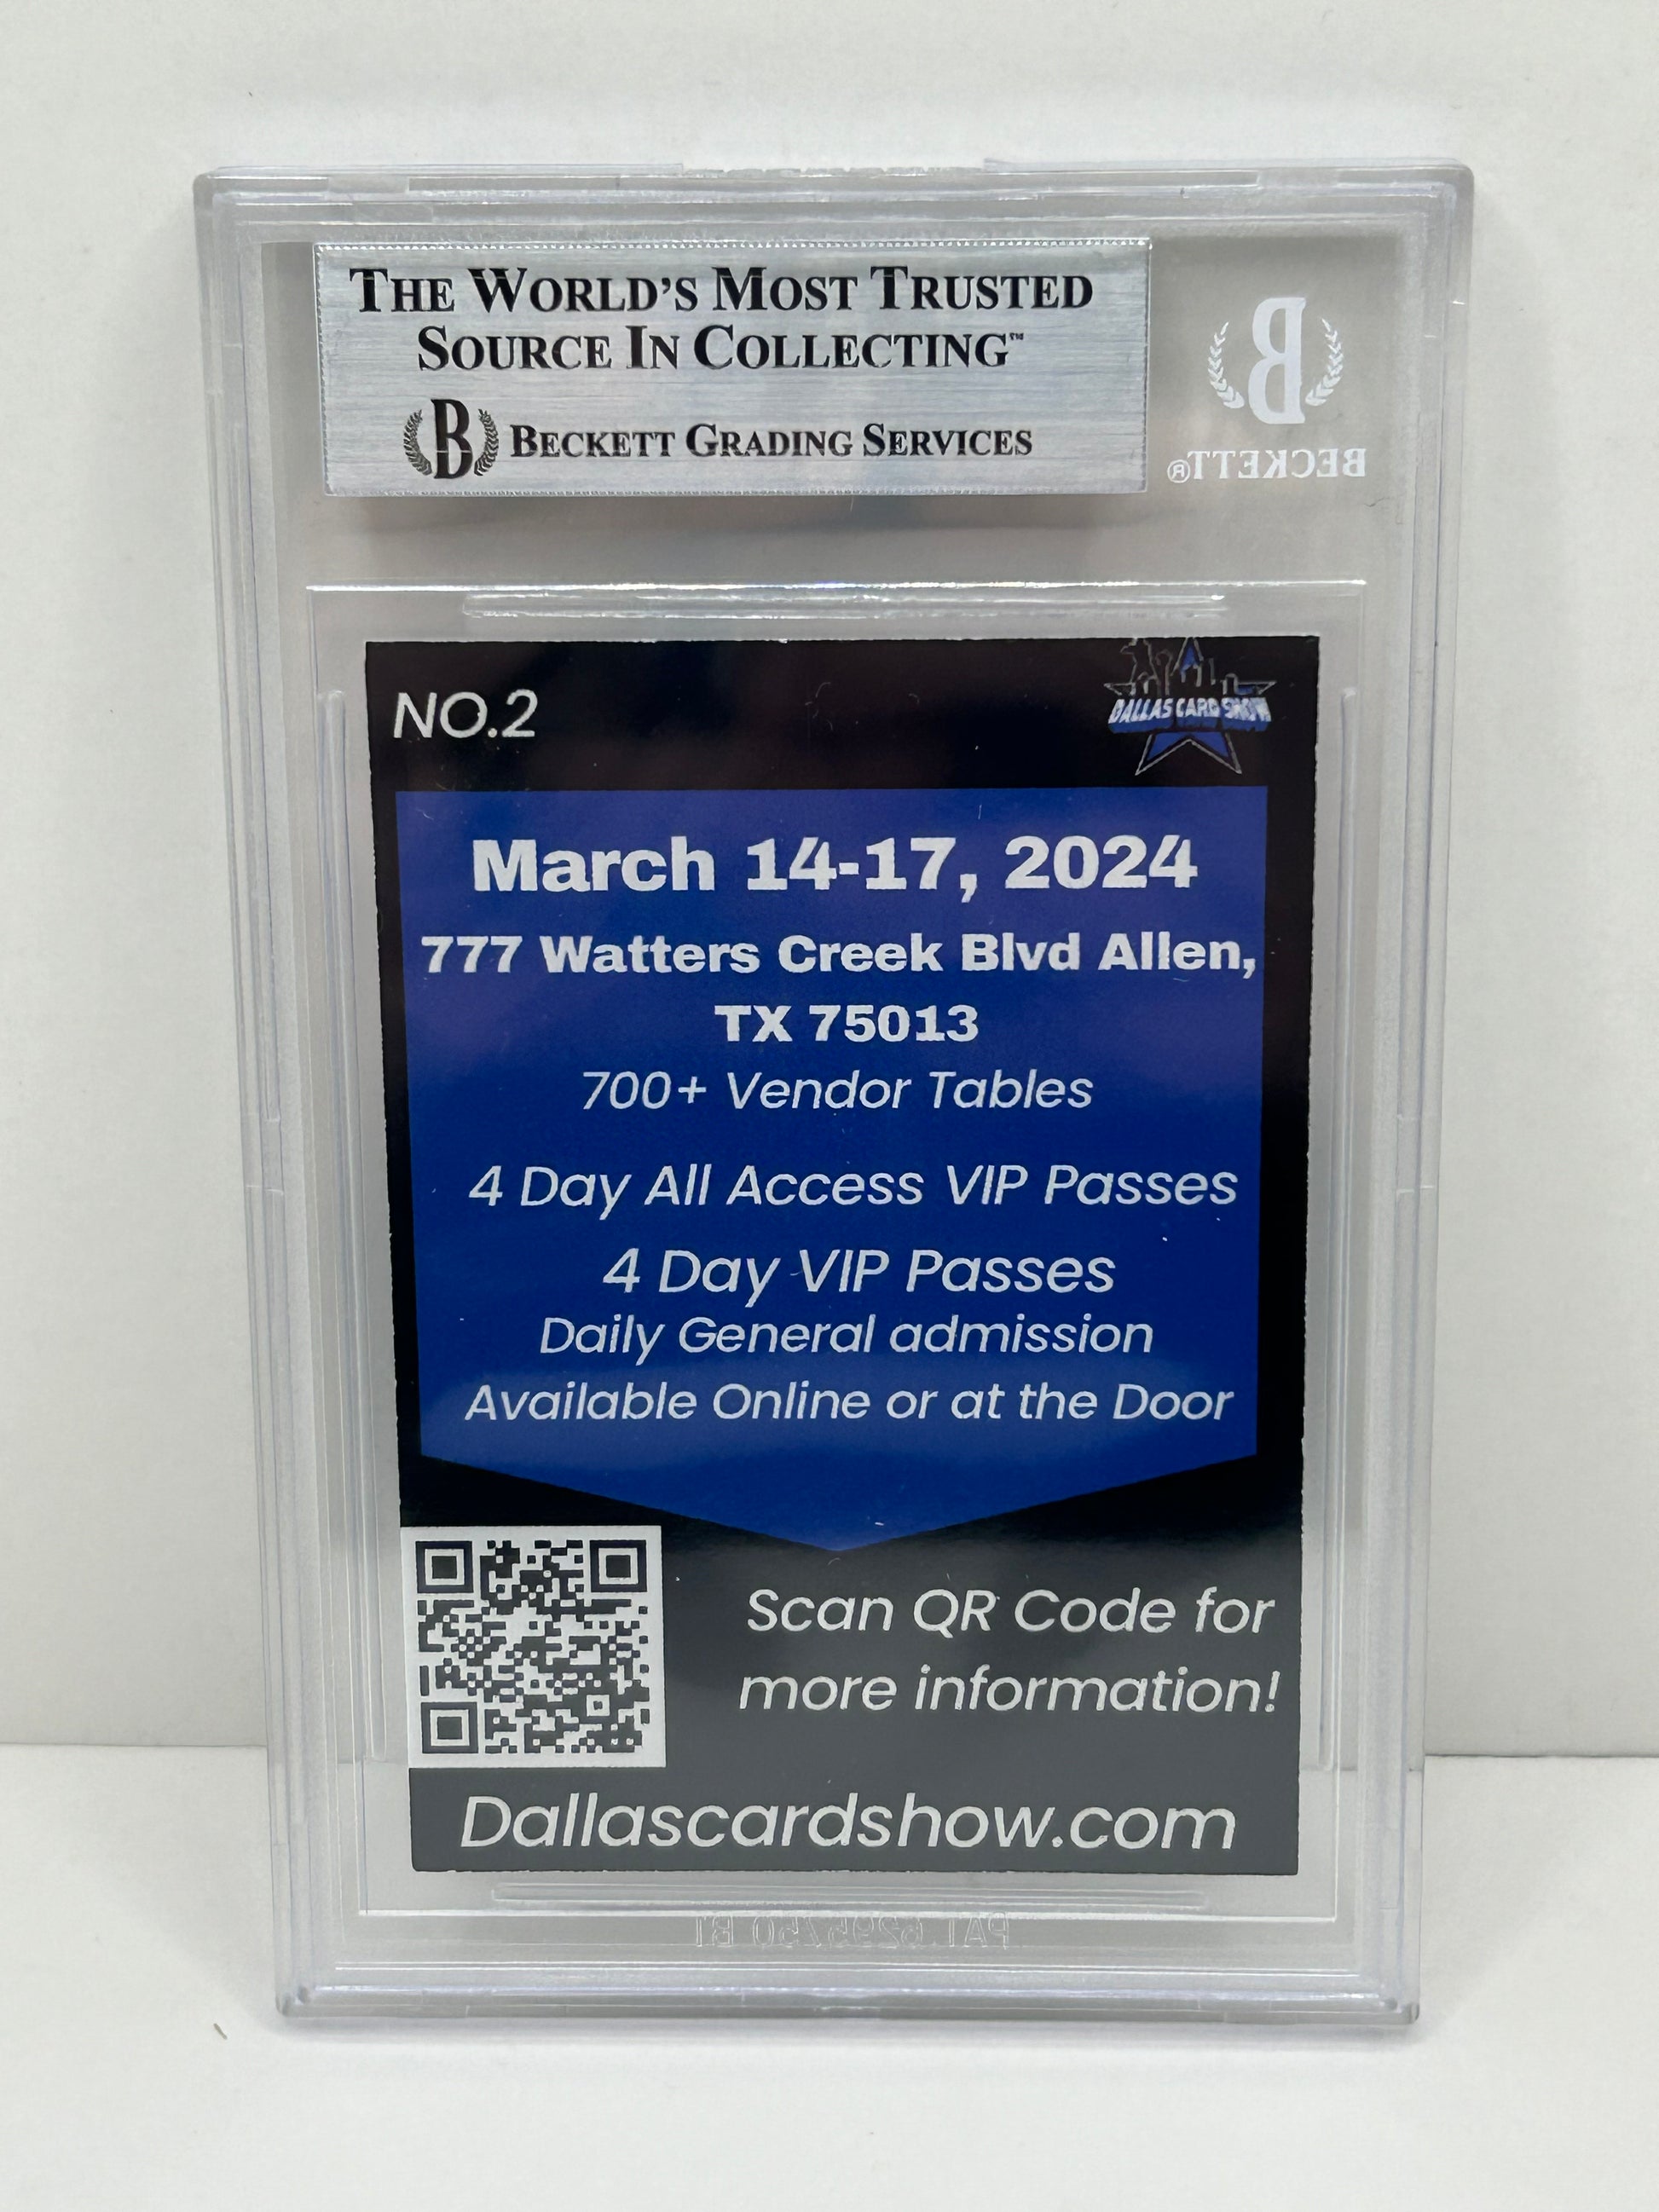 THE WORLD'S MOST TRUSTED
SOURCE IN COLLECTING™
B BECKETT GRADING SERVICES
B
BECKETT®
NO.2
DALLAS CARD SHOW
March 14-17, 2024
777 Watters Creek Blvd Allen,
TX 75013
700+ Vendor Tables
4 Day All Access VIP Passes
4 Day VIP Passes
Daily General admission
Available Online or at the Door
Scan QR Code for
more information!
Dallascardshow.com